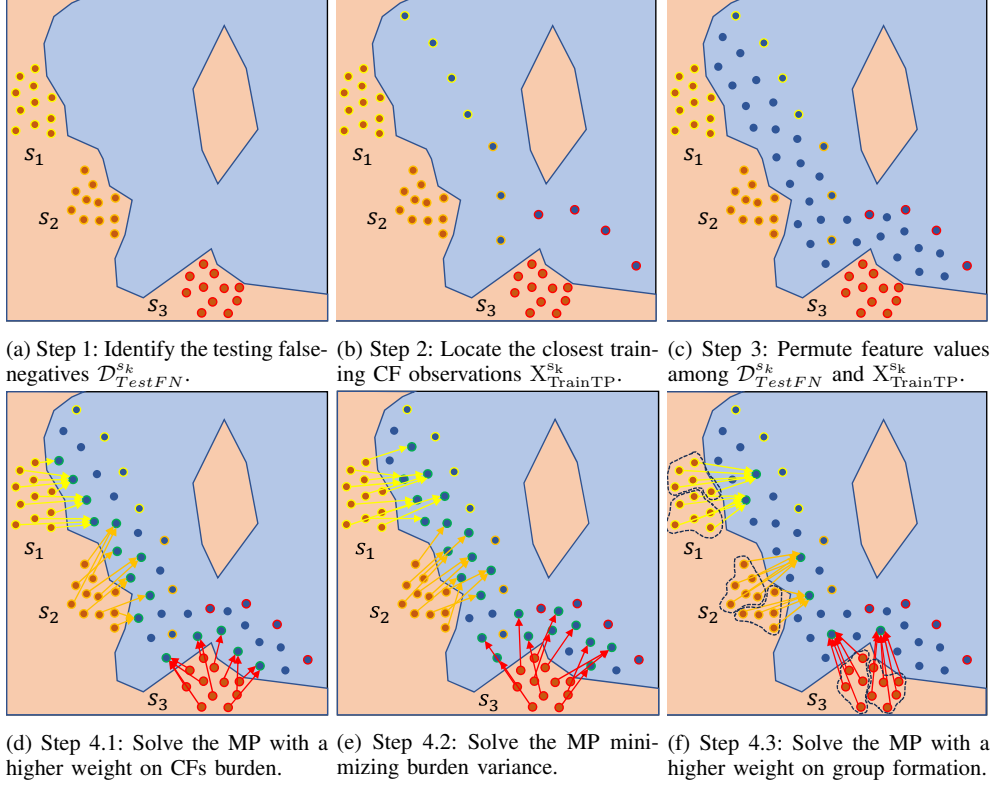 s₁
s₂
s₃
s₁
s₂
s₃
s₁
s₂
s₃
(a) Step 1: Identify the testing false-
negatives 𝒟^{s_k}_{TestFN}.
(b) Step 2: Locate the closest train-
ing CF observations X^{s_k}_{TrainTP}.
(c) Step 3: Permute feature values
among 𝒟^{s_k}_{TestFN} and X^{s_k}_{TrainTP}.
s₁
s₂
s₃
s₁
s₂
s₃
s₁
s₂
s₃
(d) Step 4.1: Solve the MP with a
higher weight on CFs burden.
(e) Step 4.2: Solve the MP mini-
mizing burden variance.
(f) Step 4.3: Solve the MP with a
higher weight on group formation.